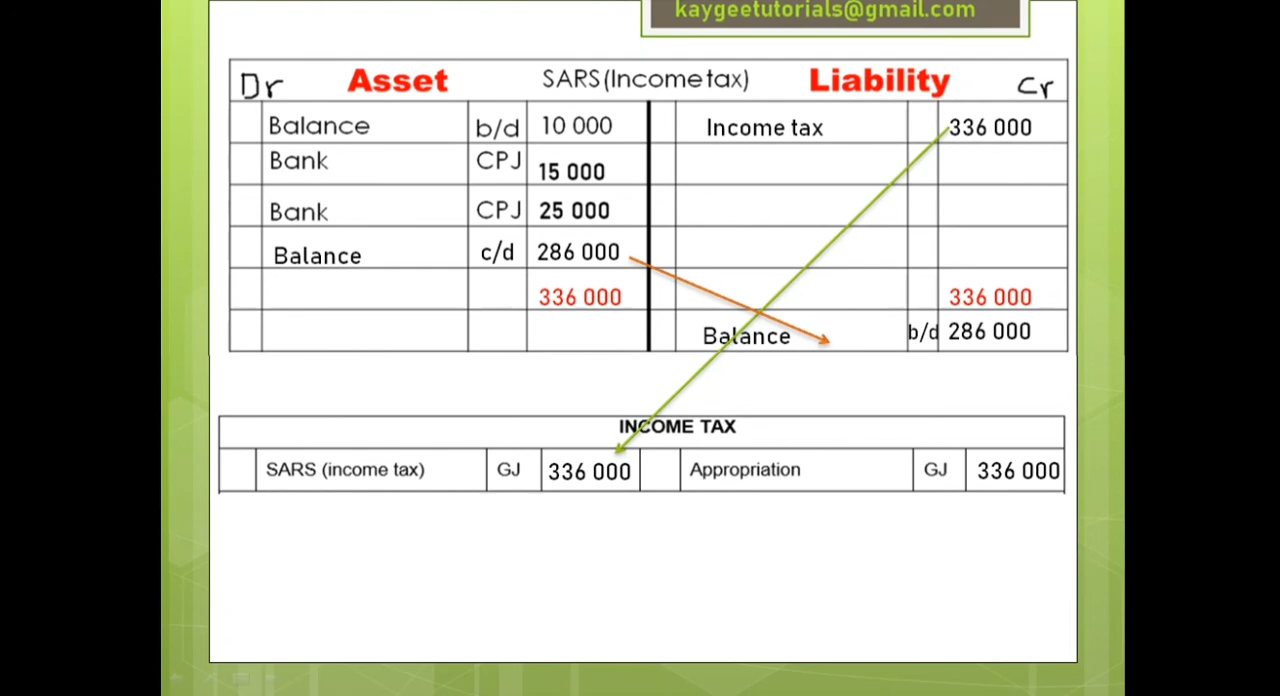 kaygeetutorials@gmail.com
Dr Asset SARS(Income tax) Liability Cr
Balance b/d 10 000 Income tax 336 000
Bank CPJ 15 000
Bank CPJ 25 000
Balance c/d 286 000
336 000 336 000
Balance b/d 286 000
INCOME TAX
SARS (income tax) GJ 336 000 Appropriation GJ 336 000